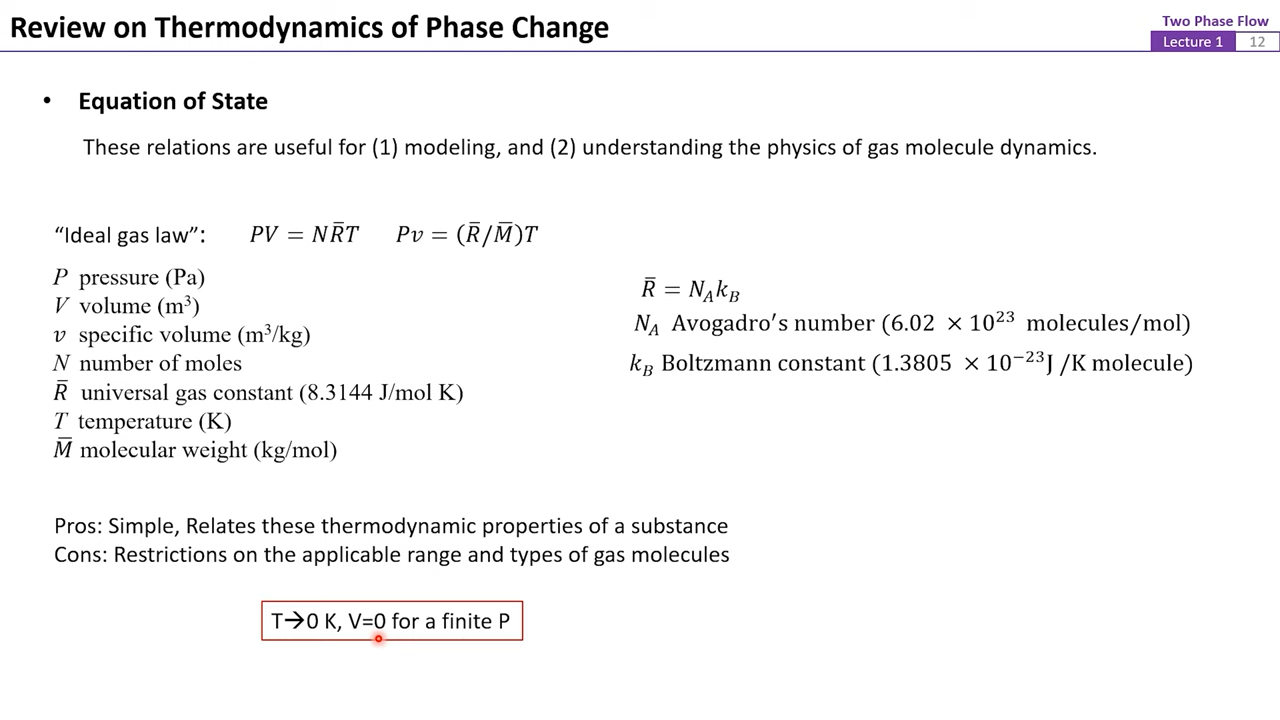 Review on Thermodynamics of Phase Change
Two Phase Flow
Lecture 1 12
• Equation of State
These relations are useful for (1) modeling, and (2) understanding the physics of gas molecule dynamics.
“Ideal gas law”: PV = NR̄T Pv = (R̄/M̄)T
P pressure (Pa)
V volume (m³)
v specific volume (m³/kg)
N number of moles
R̄ universal gas constant (8.3144 J/mol K)
T temperature (K)
M̄ molecular weight (kg/mol)
R̄ = N_A k_B
N_A Avogadro′s number (6.02 × 10²³ molecules/mol)
k_B Boltzmann constant (1.3805 × 10⁻²³J /K molecule)
Pros: Simple, Relates these thermodynamic properties of a substance
Cons: Restrictions on the applicable range and types of gas molecules
T→0 K, V=0 for a finite P